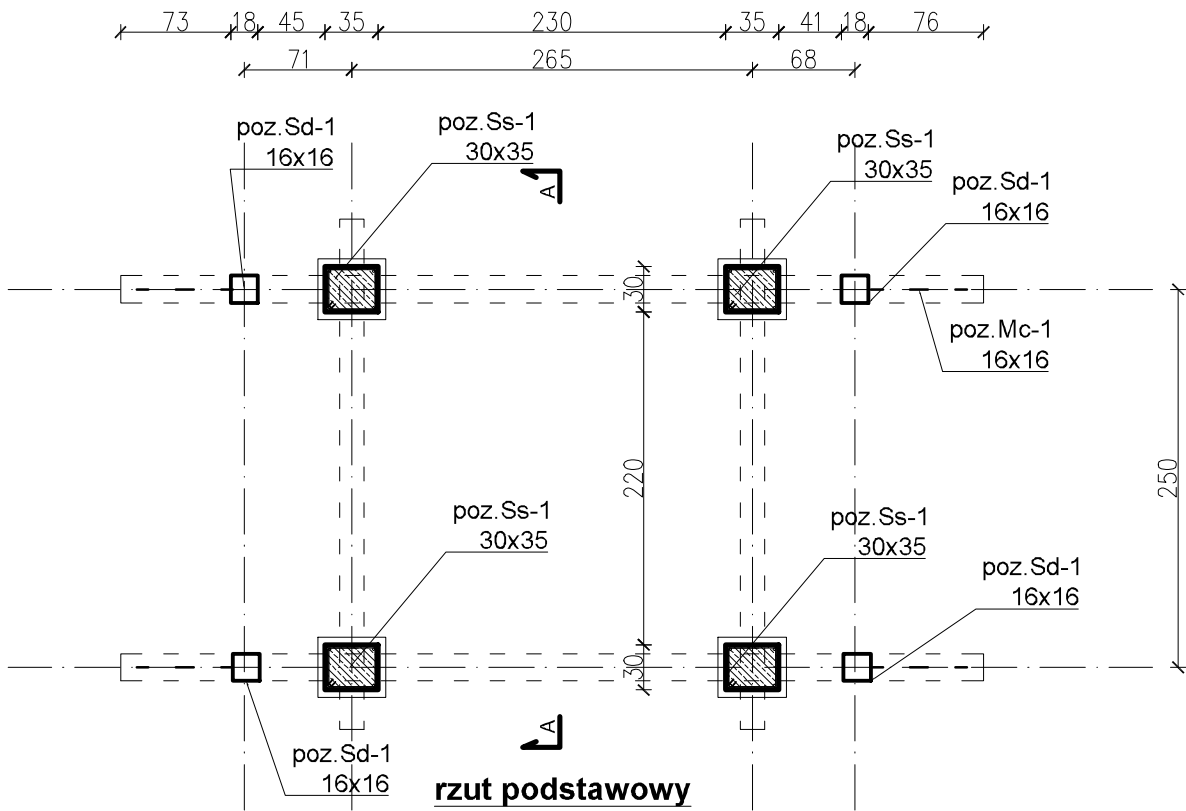 73 18 45 35 230 35 41 18 76
71 265 68
poz.Sd-1
16x16
poz.Ss-1
30x35
poz.Ss-1
30x35
poz.Sd-1
16x16
A
30
poz.Mc-1
16x16
220
250
poz.Ss-1
30x35
poz.Ss-1
30x35
poz.Sd-1
16x16
30
A
poz.Sd-1
16x16
rzut podstawowy